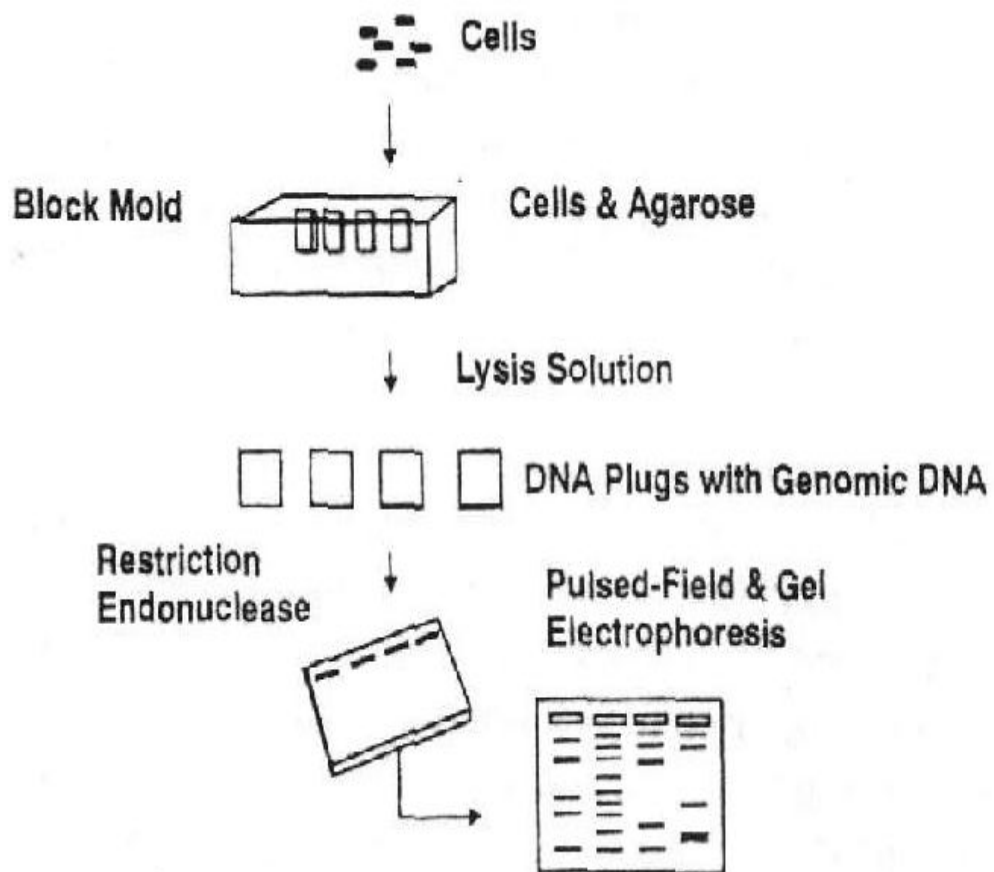 Cells
Block Mold
Cells & Agarose
Lysis Solution
DNA Plugs with Genomic DNA
Restriction
Endonuclease
Pulsed-Field & Gel
Electrophoresis